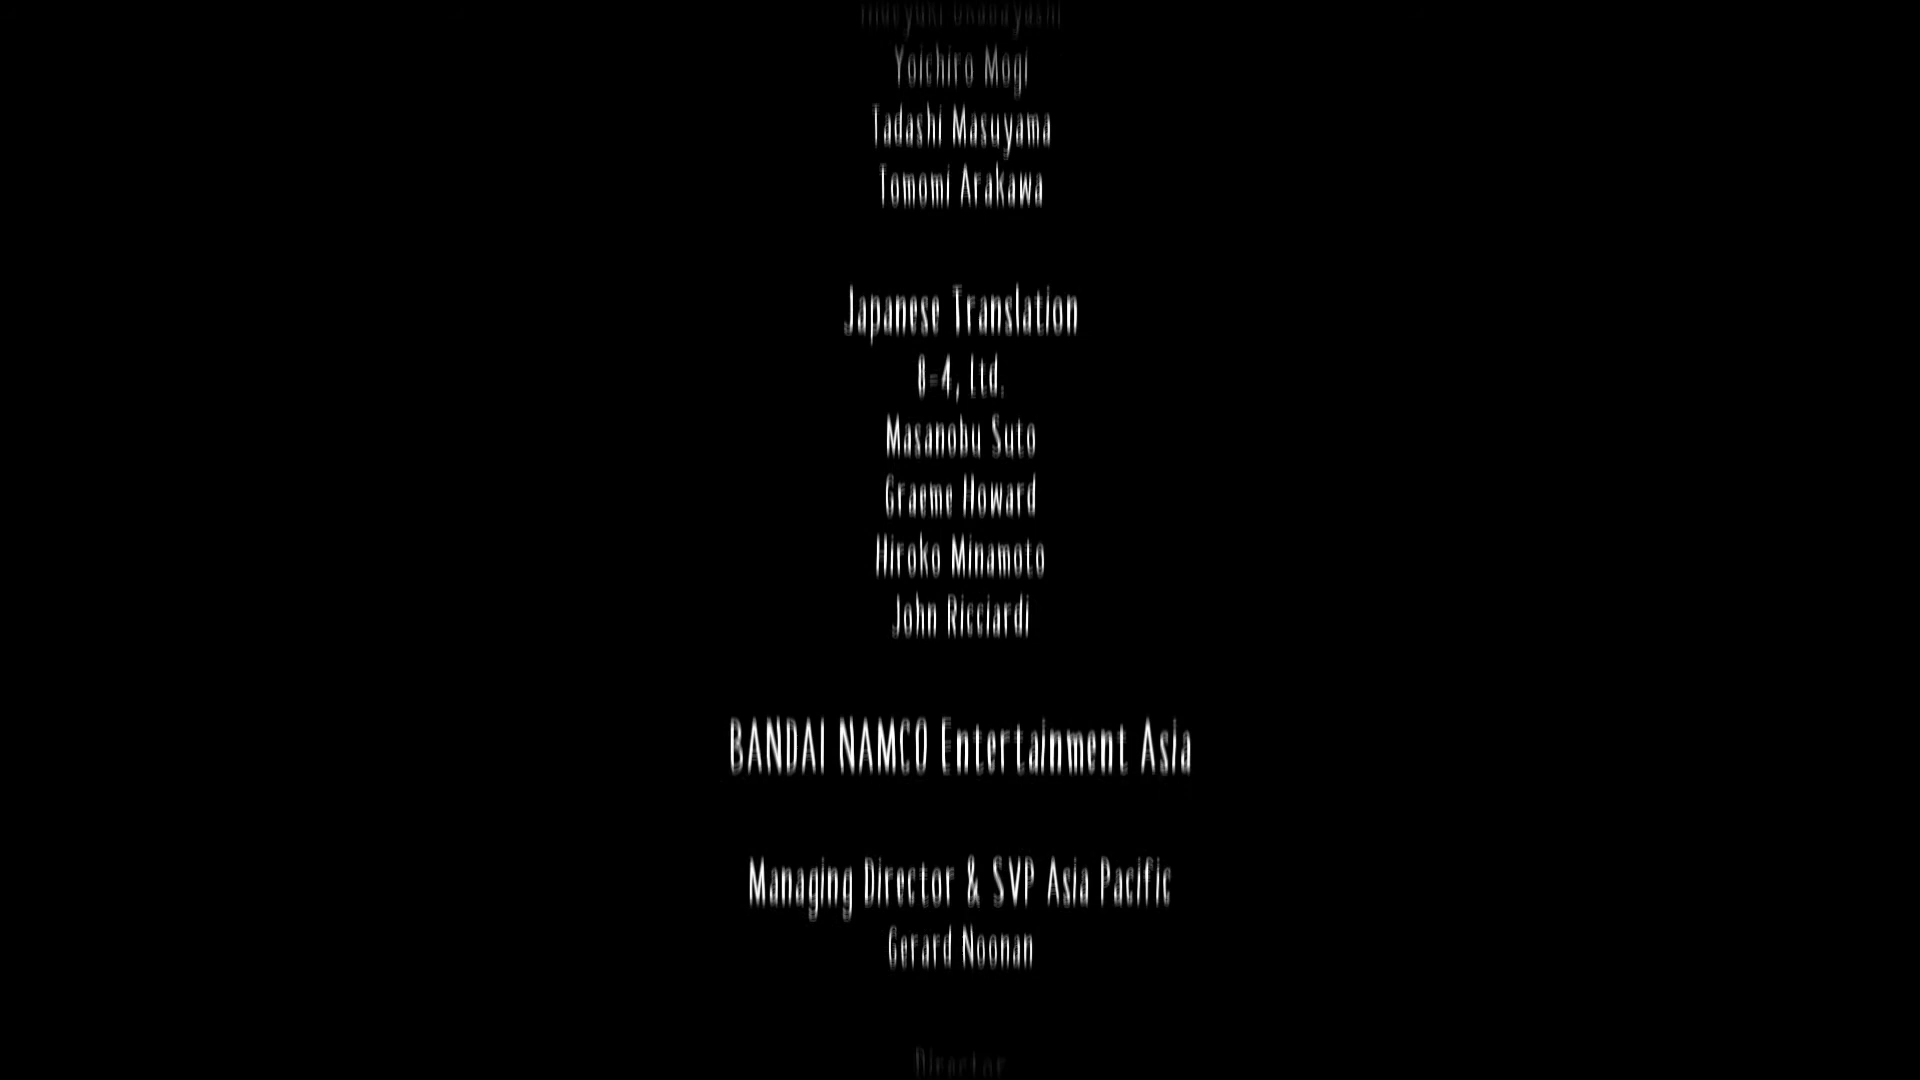 Yoichiro Mogi
Tadashi Masuyama
Tomomi Arakawa
Japanese Translation
8-4, Ltd.
Masanobu Suto
Graeme Howard
Hiroko Minamoto
John Ricciardi
BANDAI NAMCO Entertainment Asia
Managing Director & SVP Asia Pacific
Gerard Noonan
Director